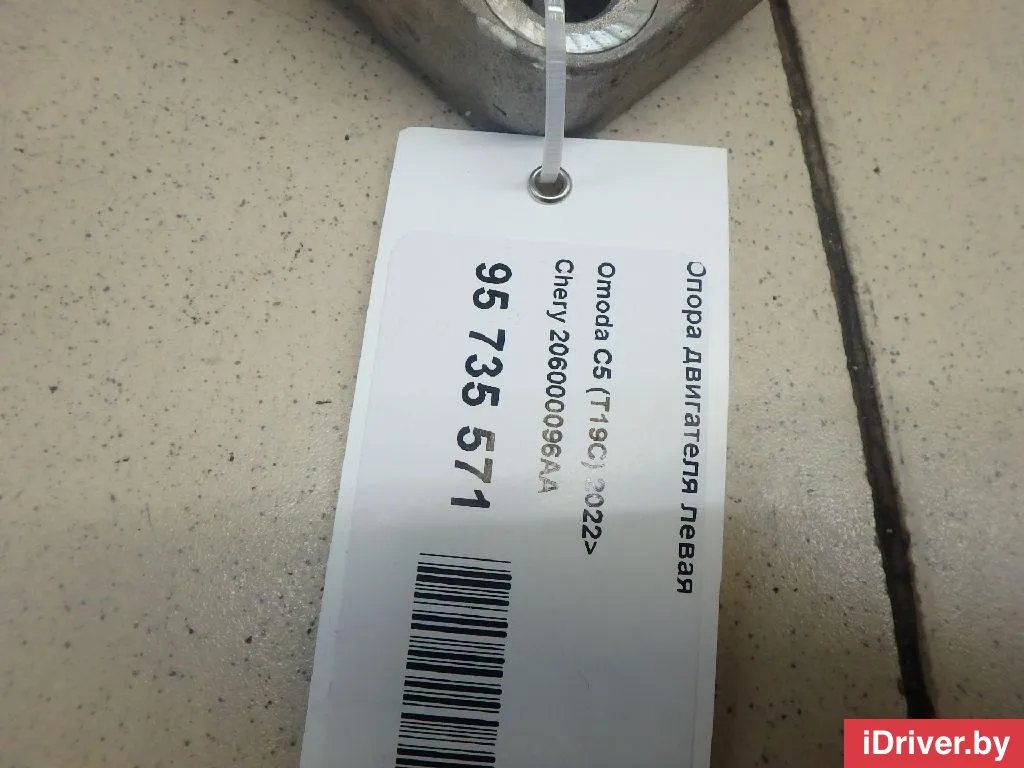 Опора двигателя левая
Omoda C5 (T19C) 2022>
Chery 206000096AA
95 735 571
iDriver.by